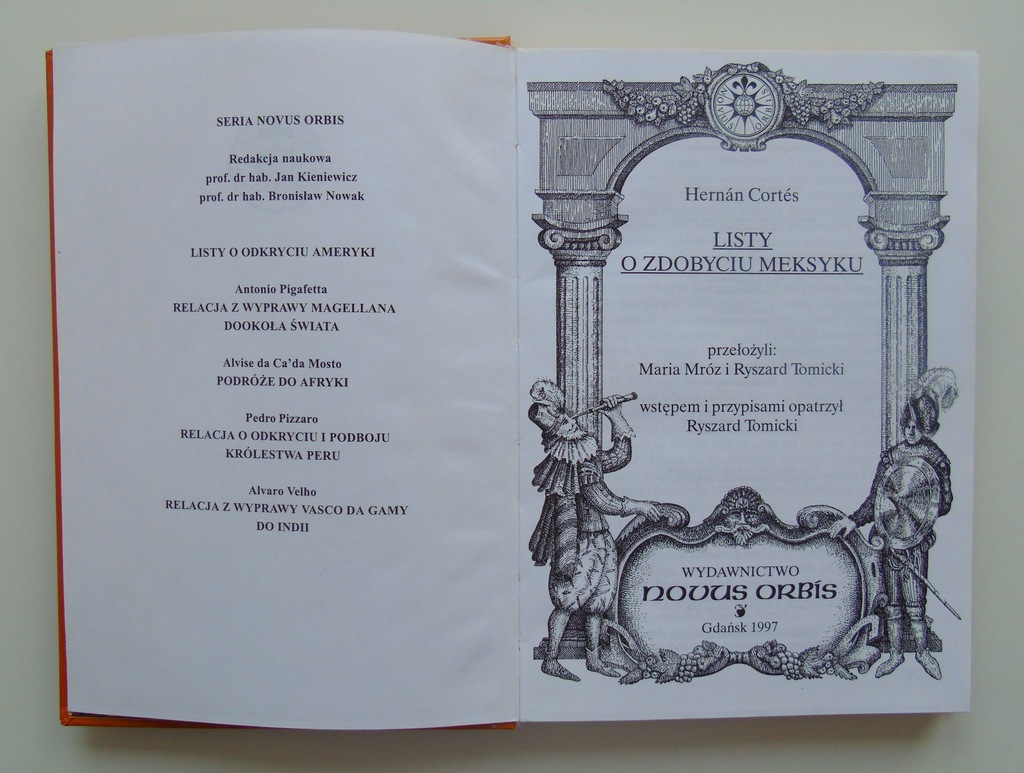 SERIA NOVUS ORBIS
Redakcja naukowa
prof. dr hab. Jan Kieniewicz
prof. dr hab. Bronisław Nowak
LISTY O ODKRYCIU AMERYKI
Antonio Pigafetta
RELACJA Z WYPRAWY MAGELLANA
DOOKOŁA ŚWIATA
Alvise da Ca'da Mosto
PODRÓŻE DO AFRYKI
Pedro Pizzaro
RELACJA O ODKRYCIU I PODBOJU
KRÓLESTWA PERU
Alvaro Velho
RELACJA Z WYPRAWY VASCO DA GAMY
DO INDII
Hernán Cortés
LISTY
O ZDOBYCIU MEKSYKU
przełożyli:
Maria Mróz i Ryszard Tomicki
wstępem i przypisami opatrzył
Ryszard Tomicki
WYDAWNICTWO
NOVUS ORBIS
Gdańsk 1997